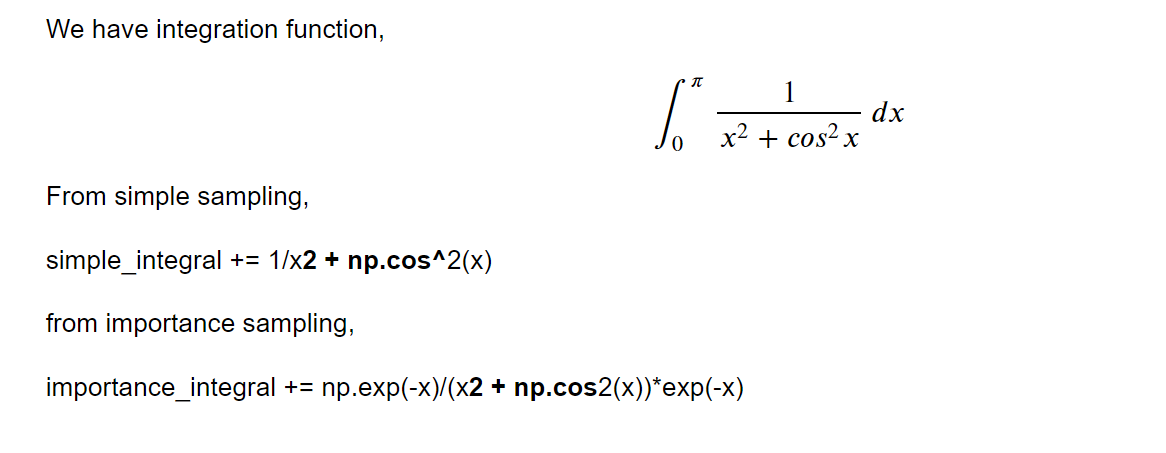 We have integration function,
∫₀^π 1/(x² + cos² x) dx
From simple sampling,
simple_integral += 1/x2 + np.cos^2(x)
from importance sampling,
importance_integral += np.exp(-x)/(x2 + np.cos2(x))*exp(-x)